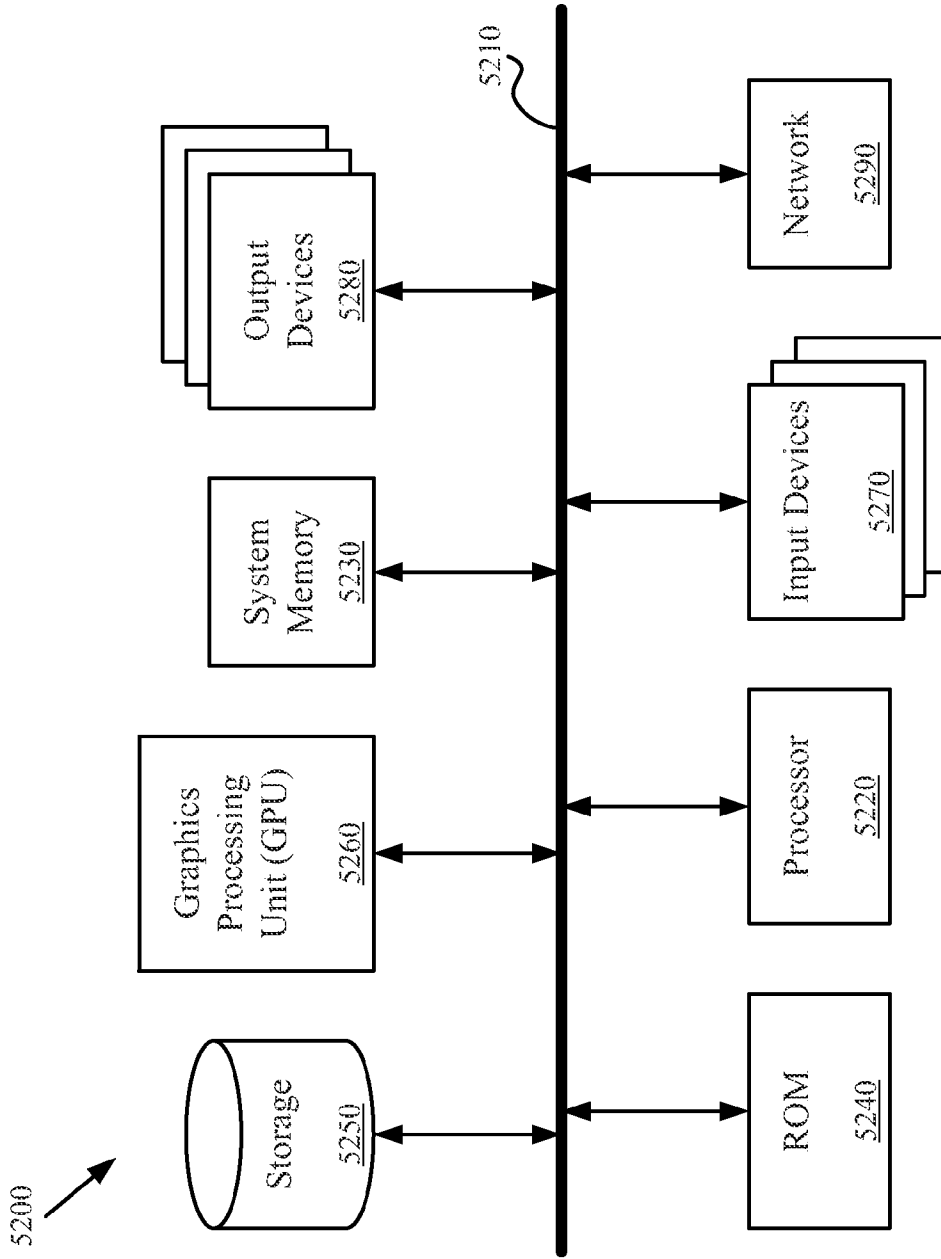 5200
Storage
5250
Graphics
Processing
Unit (GPU)
5260
System
Memory
5230
Output
Devices
5280
5210
ROM
5240
Processor
5220
Input Devices
5270
Network
5290